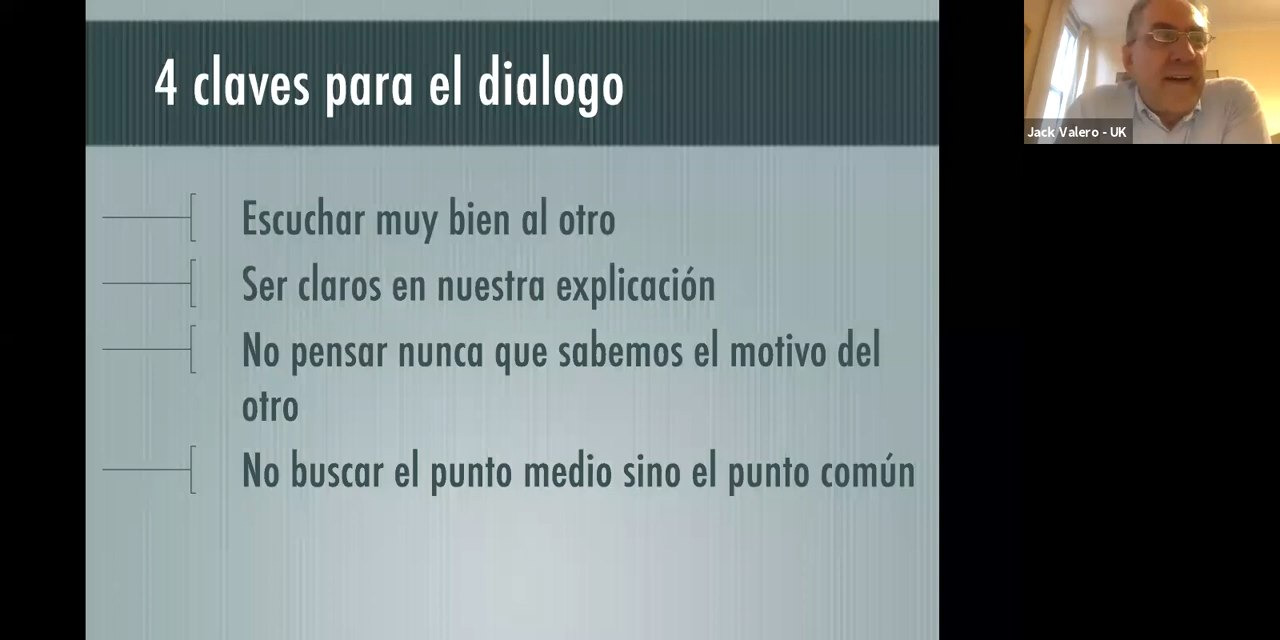 4 claves para el dialogo
Jack Valero - UK
Escuchar muy bien al otro
Ser claros en nuestra explicación
No pensar nunca que sabemos el motivo del
otro
No buscar el punto medio sino el punto común